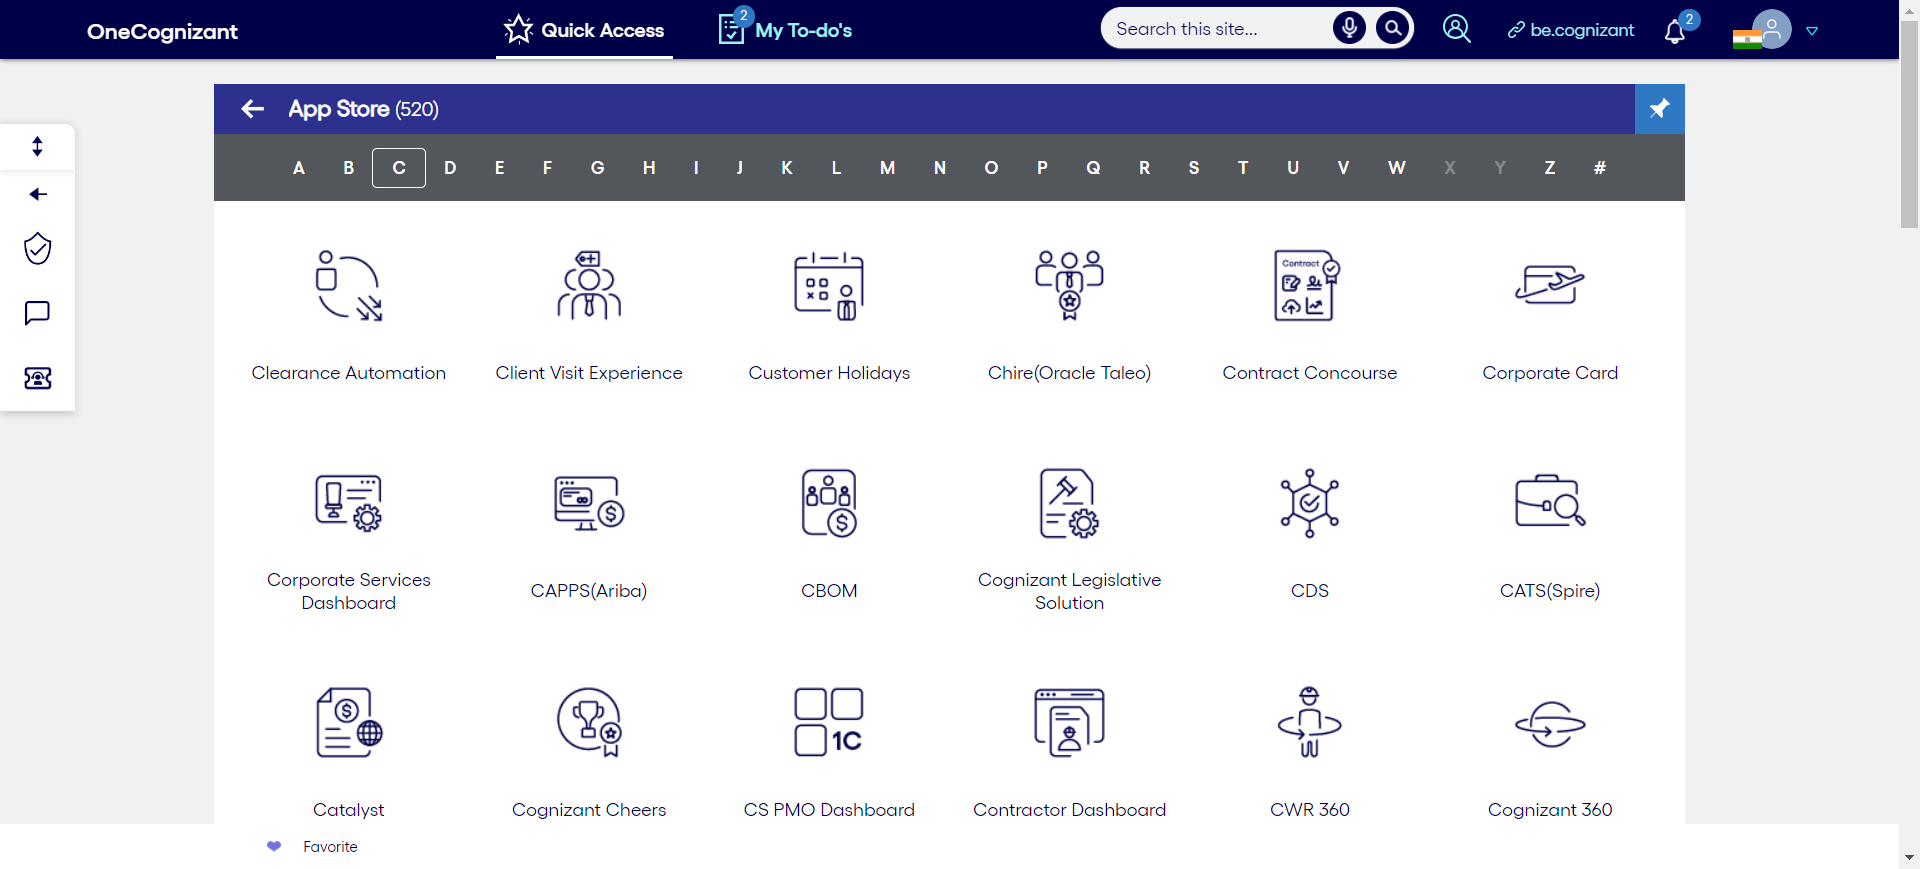 OneCognizant
Quick Access
2
My To-do's
Search this site...
be.cognizant
2
App Store (520)
A B C D E F G H I J K L M N O P Q R S T U V W X Y Z #
Contract
Clearance Automation
Client Visit Experience
Customer Holidays
Chire(Oracle Taleo)
Contract Concourse
Corporate Card
Corporate Services
Dashboard
CAPPS(Ariba)
CBOM
Cognizant Legislative
Solution
CDS
CATS(Spire)
1C
Catalyst
Cognizant Cheers
CS PMO Dashboard
Contractor Dashboard
CWR 360
Cognizant 360
Favorite